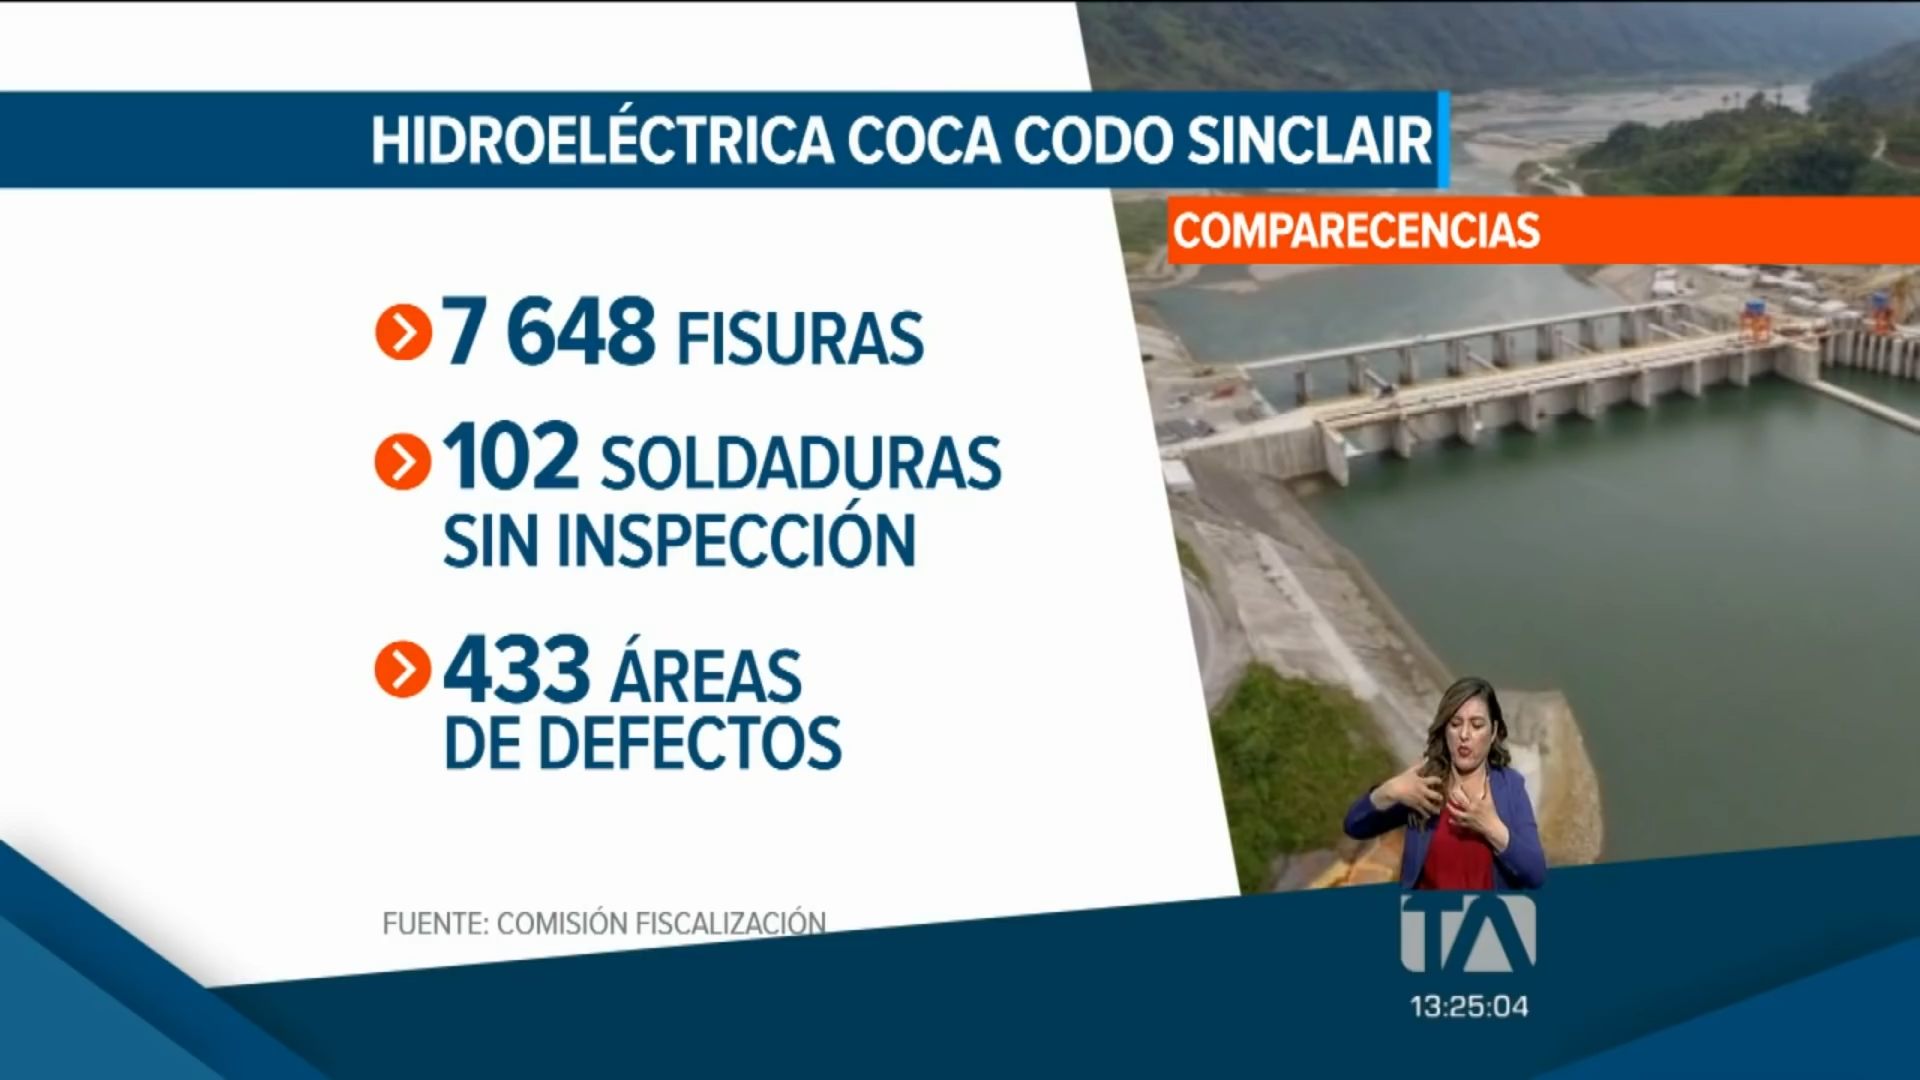 HIDROELÉCTRICA COCA CODO SINCLAIR
COMPARECENCIAS
7 648 FISURAS
102 SOLDADURAS
SIN INSPECCIÓN
433 ÁREAS
DE DEFECTOS
FUENTE: COMISIÓN FISCALIZACIÓN
TA
13:25:04